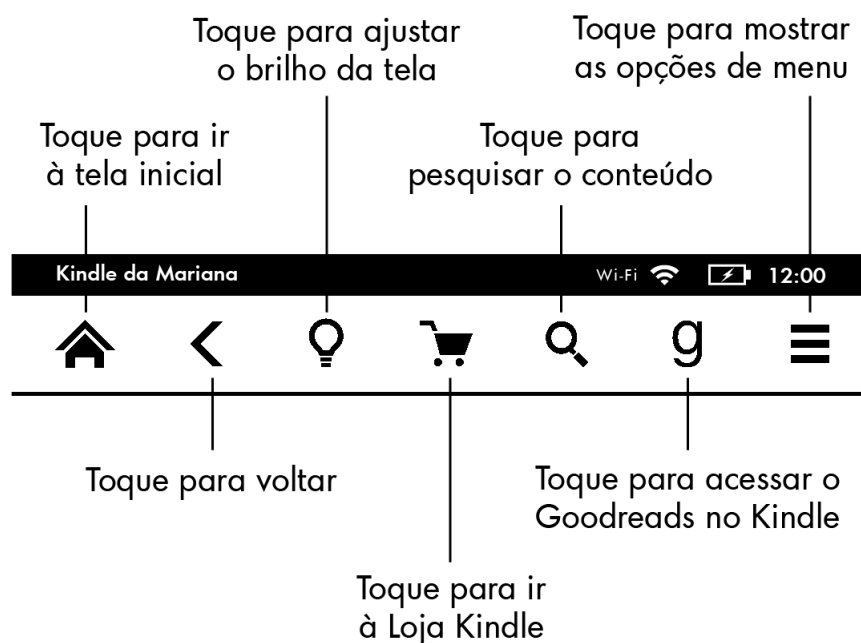 Toque para ajustar
o brilho da tela
Toque para mostrar
as opções de menu
Toque para ir
à tela inicial
Toque para
pesquisar o conteúdo
Kindle da Mariana Wi-Fi 12:00
g
Toque para voltar
Toque para acessar o
Goodreads no Kindle
Toque para ir
à Loja Kindle